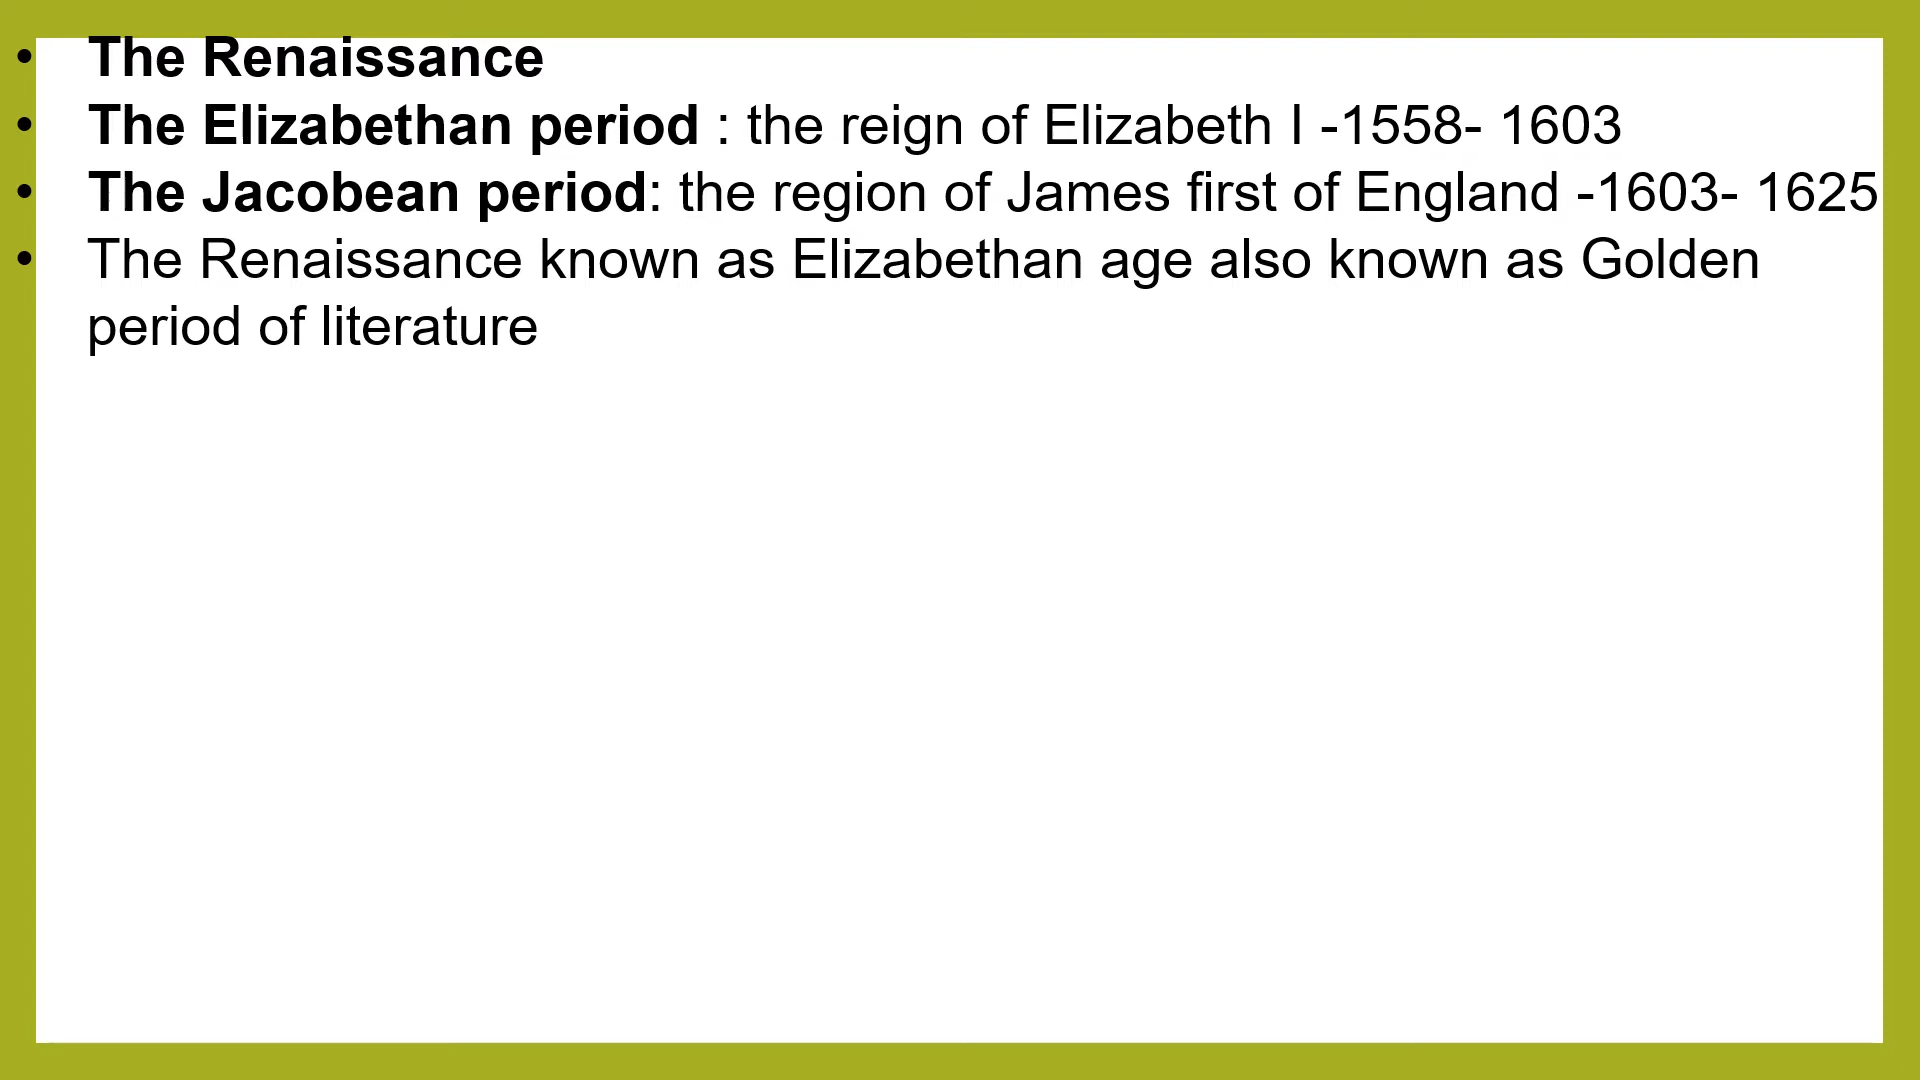 • The Renaissance
• The Elizabethan period : the reign of Elizabeth I -1558- 1603
• The Jacobean period: the region of James first of England -1603- 1625
• The Renaissance known as Elizabethan age also known as Golden
period of literature